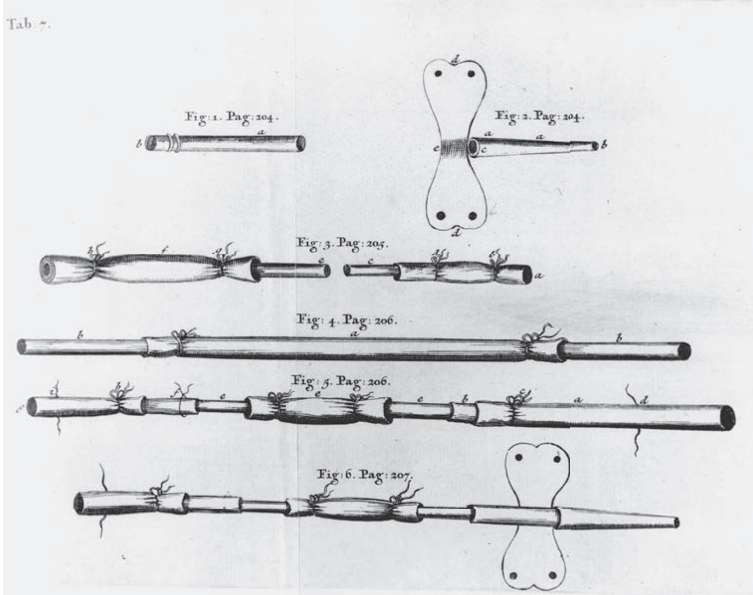 Tab. 7.
Fig: 1. Pag: 204.
a
b
Fig: 2. Pag: 204.
d
a a
e c b
d
Fig: 3. Pag: 205.
f
g
e c
a
Fig: 4. Pag: 206.
b a b
Fig: 5. Pag: 206.
b f e e e b c a d
Fig: 6. Pag: 207.